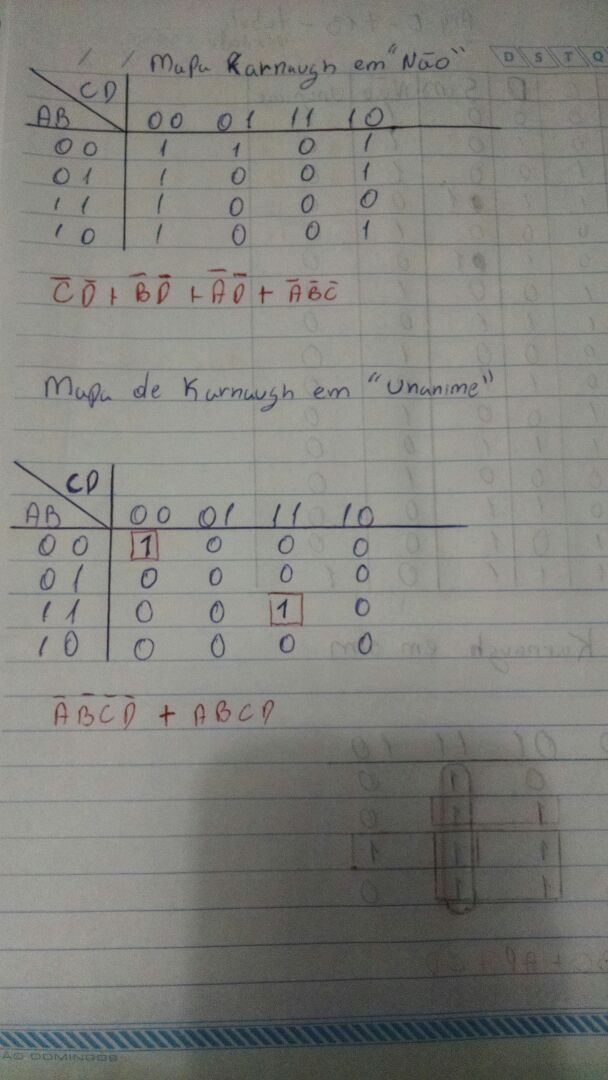 Mapa Karnaugh em "Não"
D S T Q
CD
AB 00 01 11 10
00 1 1 0 1
01 1 0 0 1
11 1 0 0 0
10 1 0 0 1
C̅D̅ + B̅D̅ + A̅D̅ + A̅B̅C̅
Mapa de Karnaugh em "Unanime"
CD
AB 00 01 11 10
00 1 0 0 0
01 0 0 0 0
11 0 0 1 0
10 0 0 0 0
A̅B̅C̅D̅ + ABCD
ÃO DOMINGOS